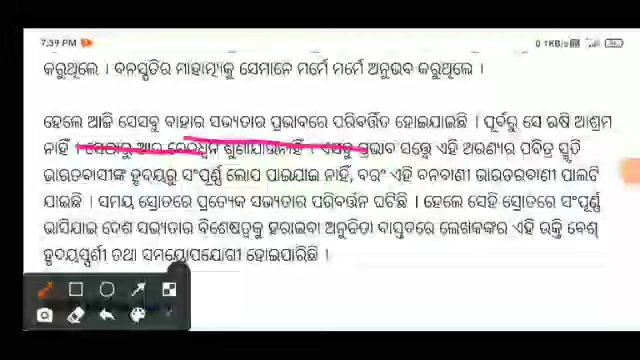 7.39 PM
0.1KB/s
କରୁଥିଲେ । ବନସ୍ପତିର ମାହାତ୍ମ୍ୟକୁ ସେମାନେ ମର୍ମେ ମର୍ମେ ଅନୁଭବ କରୁଥିଲେ ।
ହେଲେ ଆଜି ସେସବୁ ବାହାର ସଭ୍ୟତାର ପ୍ରଭାବରେ ପରିବର୍ତ୍ତିତ ହୋଇଯାଇଛି । ପୂର୍ବରୁ ସେ ଋଷି ଆଶ୍ରମ
ନାହିଁ । ସେଠାରୁ ଆଉ ବେଦଧ୍ୱନି ଶୁଣାଯାଉନାହିଁ । ଏସବୁ ପ୍ରଭାବ ସତ୍ତ୍ୱେ ଏହି ଅରଣ୍ୟର ପବିତ୍ର ସ୍ମୃତି
ଭାରତବାସୀଙ୍କ ହୃଦୟରୁ ସଂପୂର୍ଣ୍ଣ ଲୋପ ପାଇଯାଇ ନାହିଁ, ବରଂ ଏହି ବନବାଣୀ ଭାରତରବାଣୀ ପାଲଟି
ଯାଇଛି । ସମୟ ସ୍ରୋତରେ ପ୍ରତ୍ୟେକ ସଭ୍ୟତାର ପରିବର୍ତ୍ତନ ଘଟିଛି । ହେଲେ ସେହି ସ୍ରୋତରେ ସଂପୂର୍ଣ୍ଣ
ଭାସିଯାଇ ଦେଶ ସଭ୍ୟତାର ବିଶେଷତ୍ୱକୁ ହରାଇବା ଅନୁଚିତ। ବାସ୍ତବରେ ଲେଖକଙ୍କର ଏହି ଉକ୍ତି ବେଶ୍
ହୃଦୟସ୍ପର୍ଶୀ ତଥା ସମୟୋପଯୋଗୀ ହୋଇପାରିଛି ।